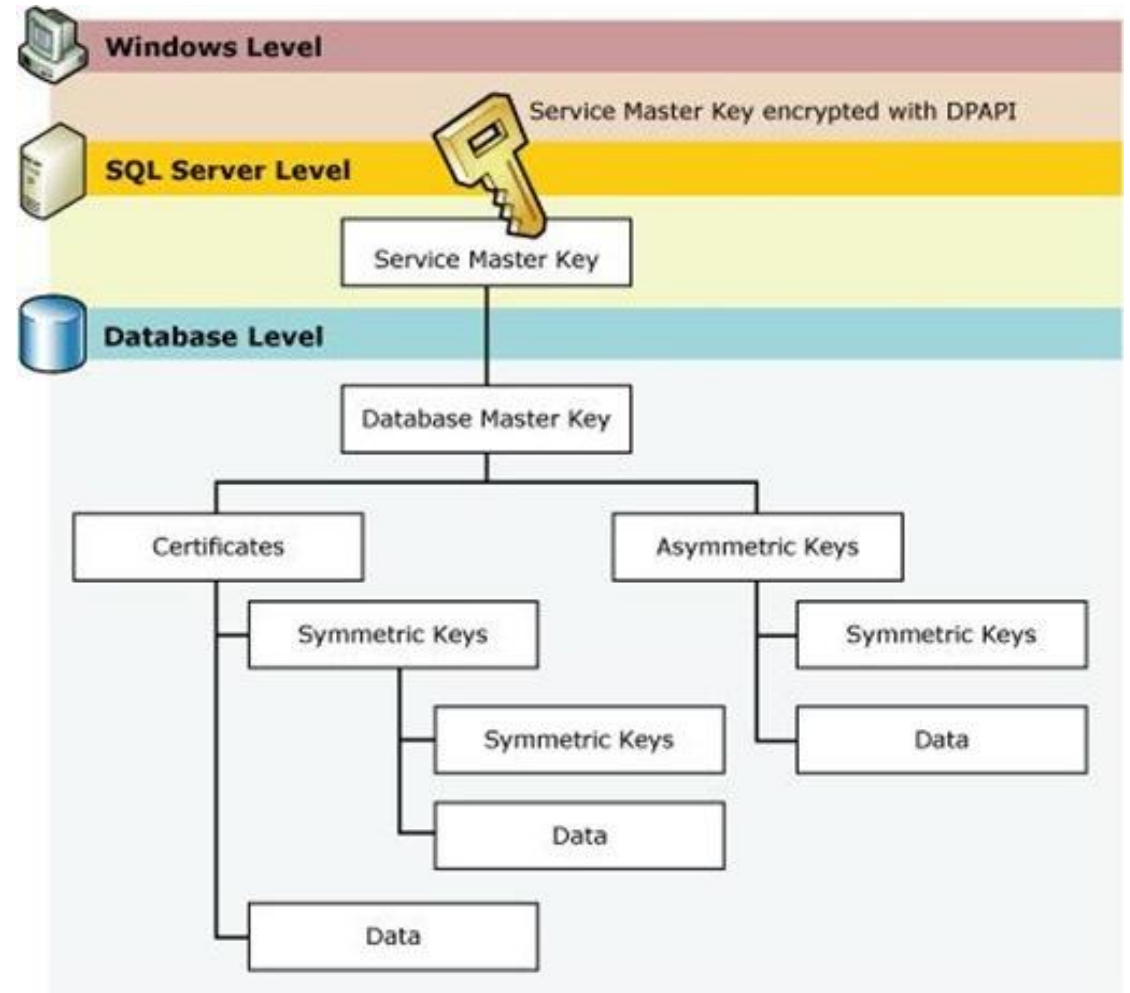 Windows Level
Service Master Key encrypted with DPAPI
SQL Server Level
Service Master Key
Database Level
Database Master Key
Certificates
Asymmetric Keys
Symmetric Keys
Symmetric Keys
Symmetric Keys
Data
Data
Data